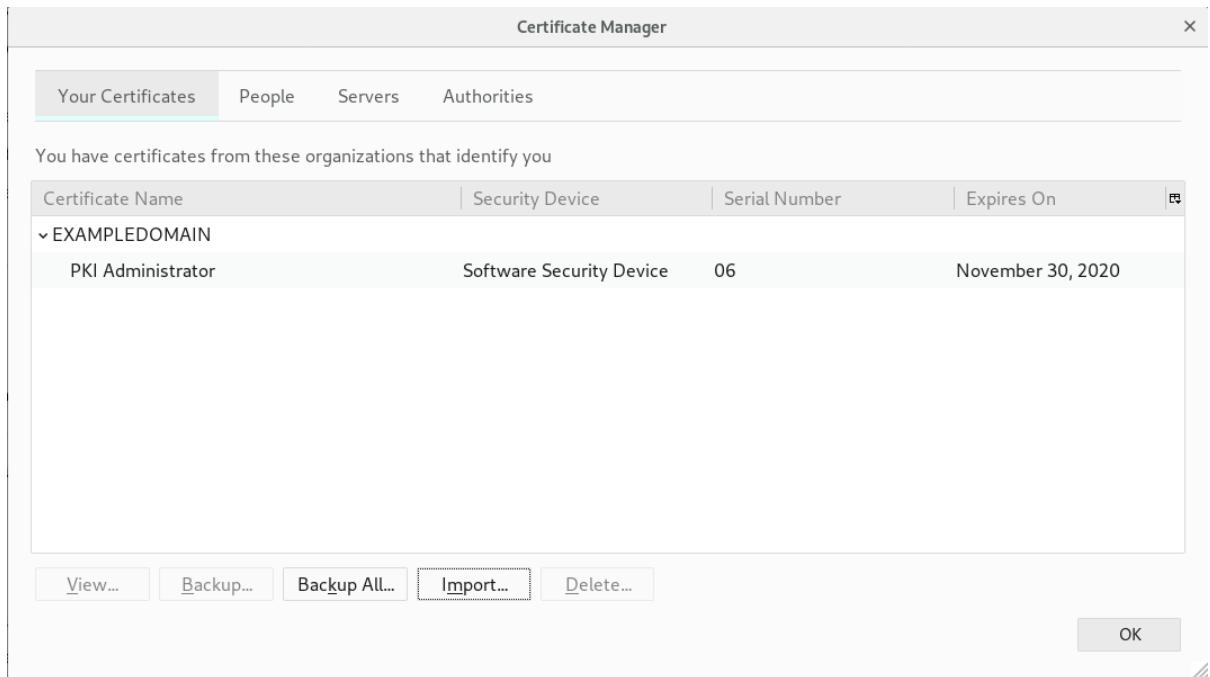 Certificate Manager
Your Certificates People Servers Authorities
You have certificates from these organizations that identify you
Certificate Name Security Device Serial Number Expires On
EXAMPLEDOMAIN
PKI Administrator Software Security Device 06 November 30, 2020
View... Backup... Backup All... Import... Delete...
OK